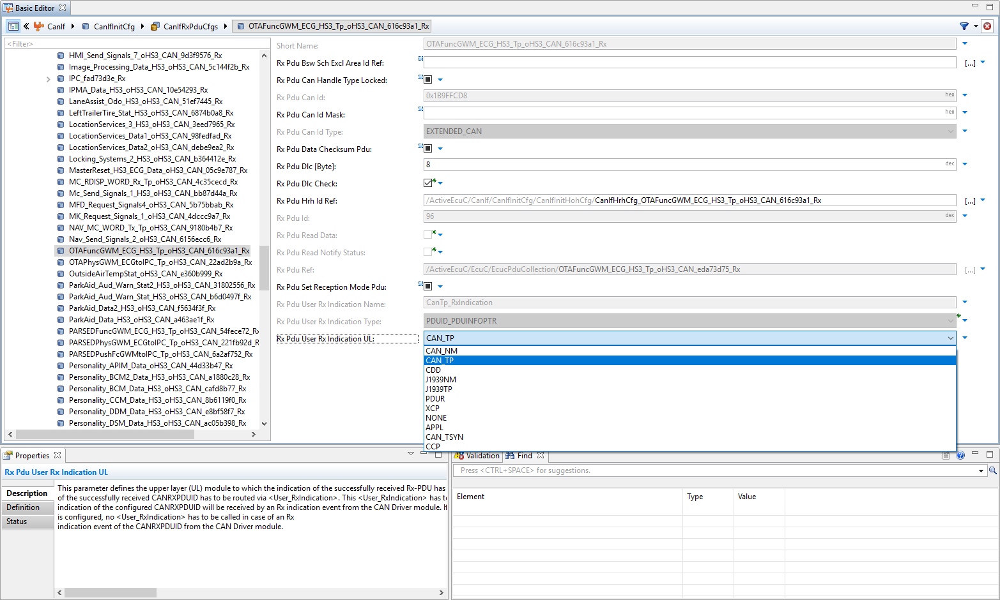 Basic Editor
CanIf CanIfInitCfg CanIfRxPduCfgs OTAFuncGWM_ECG_HS3_Tp_oHS3_CAN_616c93a1_Rx
<Filter>
HMI_Send_Signals_7_oHS3_CAN_9d3f9576_Rx
Image_Processing_Data_HS3_oHS3_CAN_5c144f2b_Rx
IPC_fad73d3e_Rx
IPMA_Data_HS3_oHS3_CAN_10e54293_Rx
LaneAssist_Odo_HS3_oHS3_CAN_51ef7445_Rx
LeftTrailerTire_Stat_HS3_oHS3_CAN_6874b0a8_Rx
LocationServices_3_HS3_oHS3_CAN_3eed7965_Rx
LocationServices_Data1_oHS3_CAN_98fedfad_Rx
LocationServices_Data2_oHS3_CAN_debe9ea2_Rx
Locking_Systems_2_HS3_oHS3_CAN_b364412e_Rx
MasterReset_HS3_ECG_Data_oHS3_CAN_05c9e787_Rx
MC_RDISP_WORD_Rx_Tp_oHS3_CAN_4c35cecd_Rx
Mc_Send_Signals_1_HS3_oHS3_CAN_bb87d44a_Rx
MFD_Request_Signals4_oHS3_CAN_5b75bbab_Rx
MK_Request_Signals_1_oHS3_CAN_4dccc9a7_Rx
NAV_MC_WORD_Tx_Tp_oHS3_CAN_9180b4b7_Rx
Nav_Send_Signals_2_oHS3_CAN_6156ecc6_Rx
OTAFuncGWM_ECG_HS3_Tp_oHS3_CAN_616c93a1_Rx
OTAPhysGWM_ECGtoIPC_Tp_oHS3_CAN_22ad2b9a_Rx
OutsideAirTempStat_oHS3_CAN_e360b999_Rx
ParkAid_Aud_Warn_Stat2_HS3_oHS3_CAN_31802556_Rx
ParkAid_Aud_Warn_Stat_HS3_oHS3_CAN_b6d0497f_Rx
ParkAid_Data2_HS3_oHS3_CAN_f5634f3f_Rx
ParkAid_Data_HS3_oHS3_CAN_a463ae1f_Rx
PARSEDFuncGWM_ECG_HS3_Tp_oHS3_CAN_54fece72_Rx
PARSEDPhysGWM_ECGtoIPC_Tp_oHS3_CAN_221fb92d_R
PARSEDPushFcGWMtoIPC_Tp_oHS3_CAN_6a2af752_Rx
Personality_APIM_Data_oHS3_CAN_44d33b47_Rx
Personality_BCM2_Data_HS3_oHS3_CAN_a1880c28_Rx
Personality_BCM_Data_HS3_oHS3_CAN_cafd8b77_Rx
Personality_CCM_Data_HS3_oHS3_CAN_8b6119f0_Rx
Personality_DDM_Data_HS3_oHS3_CAN_e8bf58f7_Rx
Personality_DSM_Data_HS3_oHS3_CAN_ac05b398_Rx
Short Name: OTAFuncGWM_ECG_HS3_Tp_oHS3_CAN_616c93a1_Rx
Rx Pdu Bsw Sch Excl Area Id Ref: [...]
Rx Pdu Can Handle Type Locked:
Rx Pdu Can Id: 0x1B9FFCD8 hex
Rx Pdu Can Id Mask: hex
Rx Pdu Can Id Type: EXTENDED_CAN
Rx Pdu Data Checksum Pdu:
Rx Pdu Dlc [Byte]: 8 dec
Rx Pdu Dlc Check:
Rx Pdu Hrh Id Ref: /ActiveEcuC/CanIf/CanIfInitCfg/CanIfInitHohCfg/CanIfHrhCfg_OTAFuncGWM_ECG_HS3_Tp_oHS3_CAN_616c93a1_Rx [...]
Rx Pdu Id: 96 dec
Rx Pdu Read Data:
Rx Pdu Read Notify Status:
Rx Pdu Ref: /ActiveEcuC/EcuC/EcucPduCollection/OTAFuncGWM_ECG_HS3_Tp_oHS3_CAN_eda73d75_Rx [...]
Rx Pdu Set Reception Mode Pdu:
Rx Pdu User Rx Indication Name: CanTp_RxIndication
Rx Pdu User Rx Indication Type: PDUID_PDUINFOPTR
Rx Pdu User Rx Indication UL: CAN_TP
CAN_NM
CAN_TP
CDD
J1939NM
J1939TP
PDUR
XCP
NONE
APPL
CAN_TSYN
CCP
Properties
Rx Pdu User Rx Indication UL
Description
Definition
Status
This parameter defines the upper layer (UL) module to which the indication of the successfully received Rx-PDU has
of the successfully received CANRXPDUID has to be routed via <User_RxIndication>. This <User_RxIndication> has t
indication of the configured CANRXPDUID will be received by an Rx indication event from the CAN Driver module. I
is configured, no <User_RxIndication> has to be called in case of an Rx
indication event of the CANRXPDUID from the CAN Driver module.
Validation Find
Press <CTRL+SPACE> for suggestions.
Element Type Value